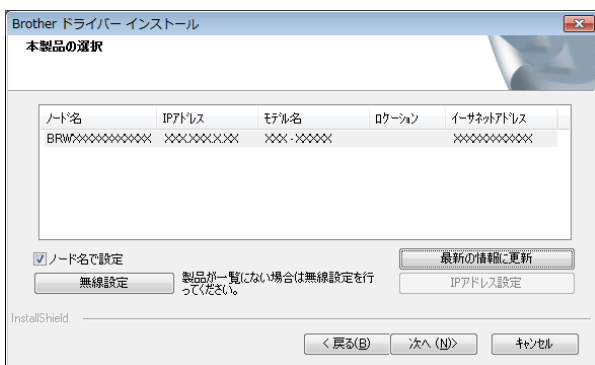 Brother ドライバー インストール
本製品の選択
ノード名 IPアドレス モデル名 ロケーション イーサネットアドレス
BRWXXXXXXXXXXXX XXX.XXX.X.XX XXX-XXXXX XXXXXXXXXXXX
ノード名で設定
最新の情報に更新
無線設定
製品が一覧にない場合は無線設定を行
ってください。
IPアドレス設定
InstallShield
< 戻る(B) 次へ (N)> キャンセル